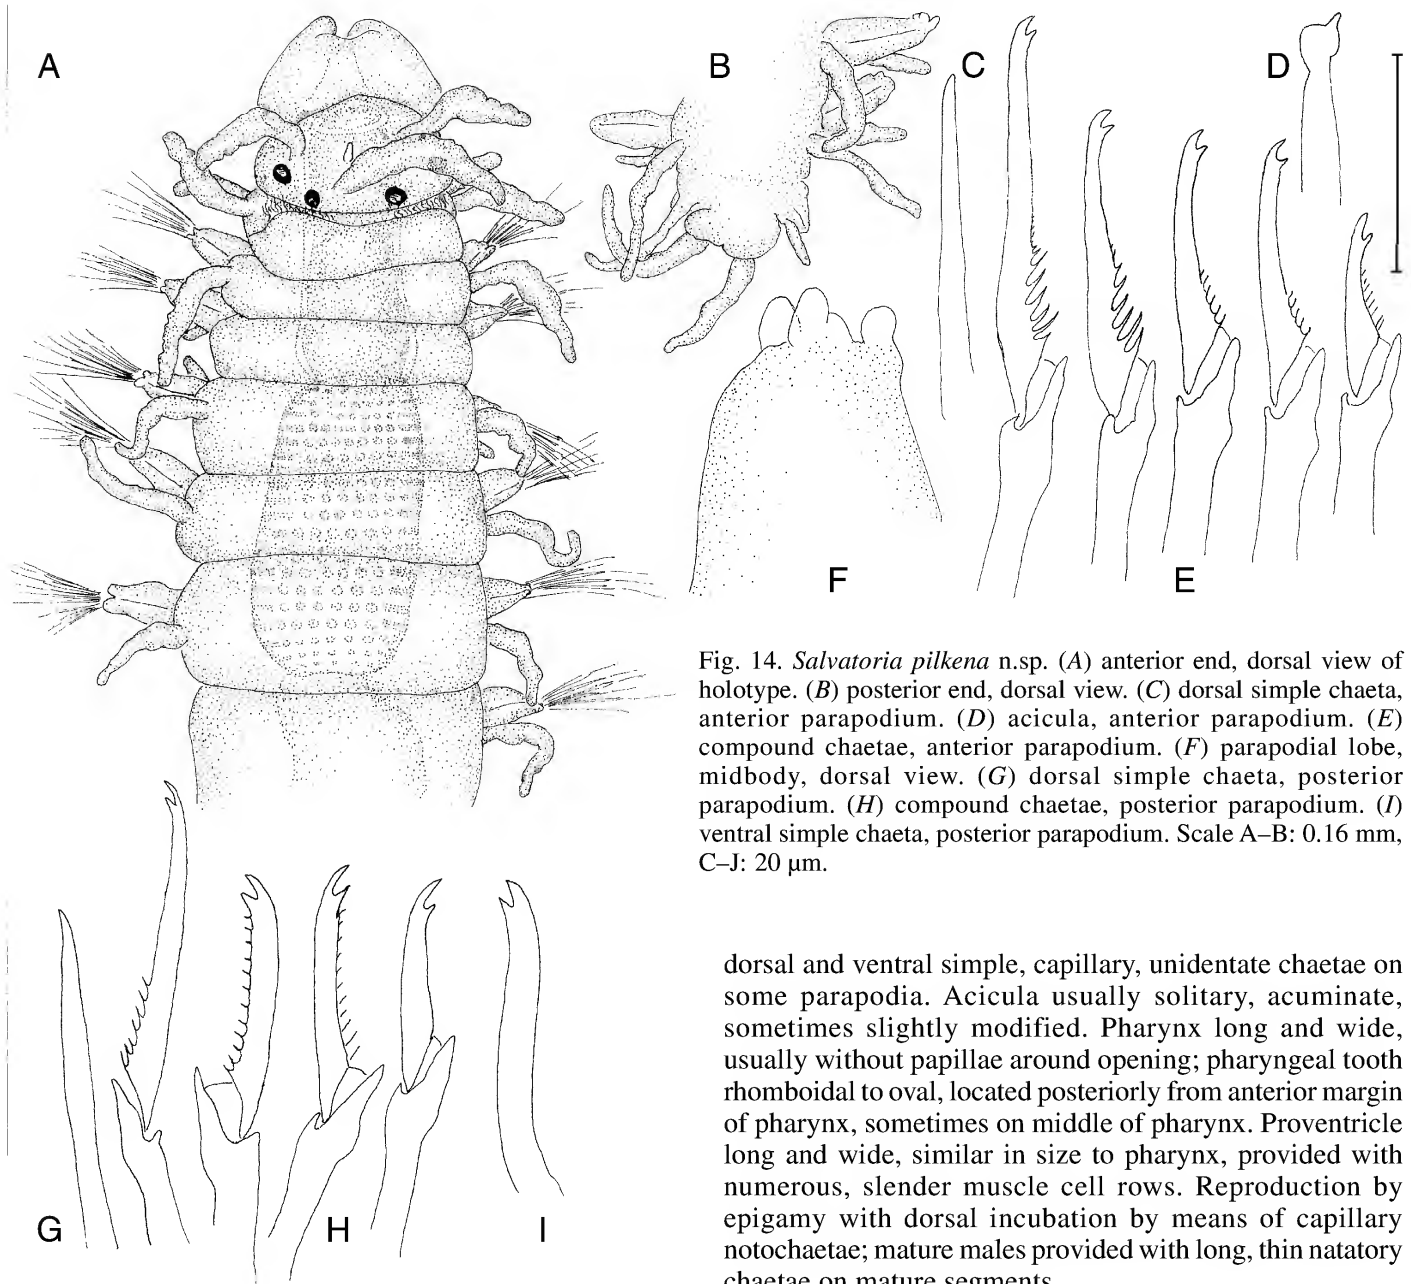 A
B
C
D
E
F
Fig. 14. Salvatoria pilkena n.sp. (A) anterior end, dorsal view of
holotype. (B) posterior end, dorsal view. (C) dorsal simple chaeta,
anterior parapodium. (D) acicula, anterior parapodium. (E)
compound chaetae, anterior parapodium. (F) parapodial lobe,
midbody, dorsal view. (G) dorsal simple chaeta, posterior
parapodium. (H) compound chaetae, posterior parapodium. (I)
ventral simple chaeta, posterior parapodium. Scale A–B: 0.16 mm,
C–J: 20 µm.
G
H
I
dorsal and ventral simple, capillary, unidentate chaetae on
some parapodia. Acicula usually solitary, acuminate,
sometimes slightly modified. Pharynx long and wide,
usually without papillae around opening; pharyngeal tooth
rhomboidal to oval, located posteriorly from anterior margin
of pharynx, sometimes on middle of pharynx. Proventricle
long and wide, similar in size to pharynx, provided with
numerous, slender muscle cell rows. Reproduction by
epigamy with dorsal incubation by means of capillary
notochaetae; mature males provided with long, thin natatory
chaetae on mature segments